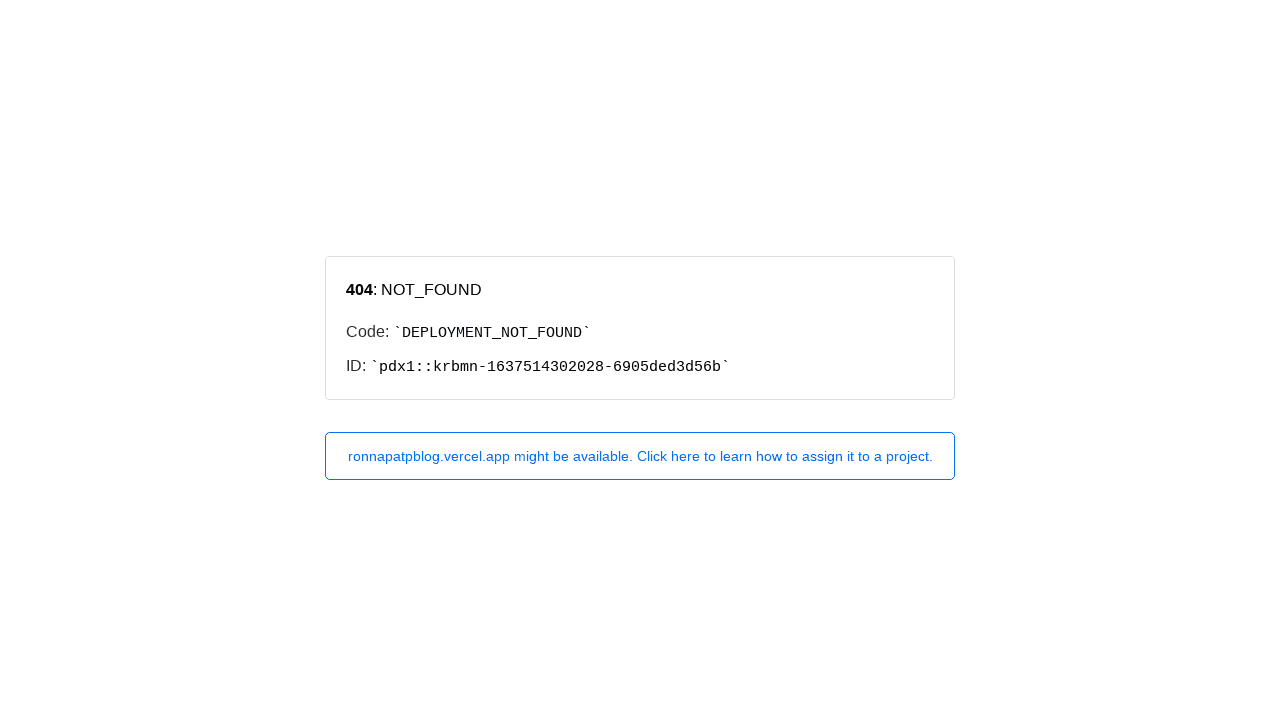 404: NOT_FOUND
Code: `DEPLOYMENT_NOT_FOUND`
ID: `pdx1::krbmn-1637514302028-6905ded3d56b`
ronnapatpblog.vercel.app might be available. Click here to learn how to assign it to a project.